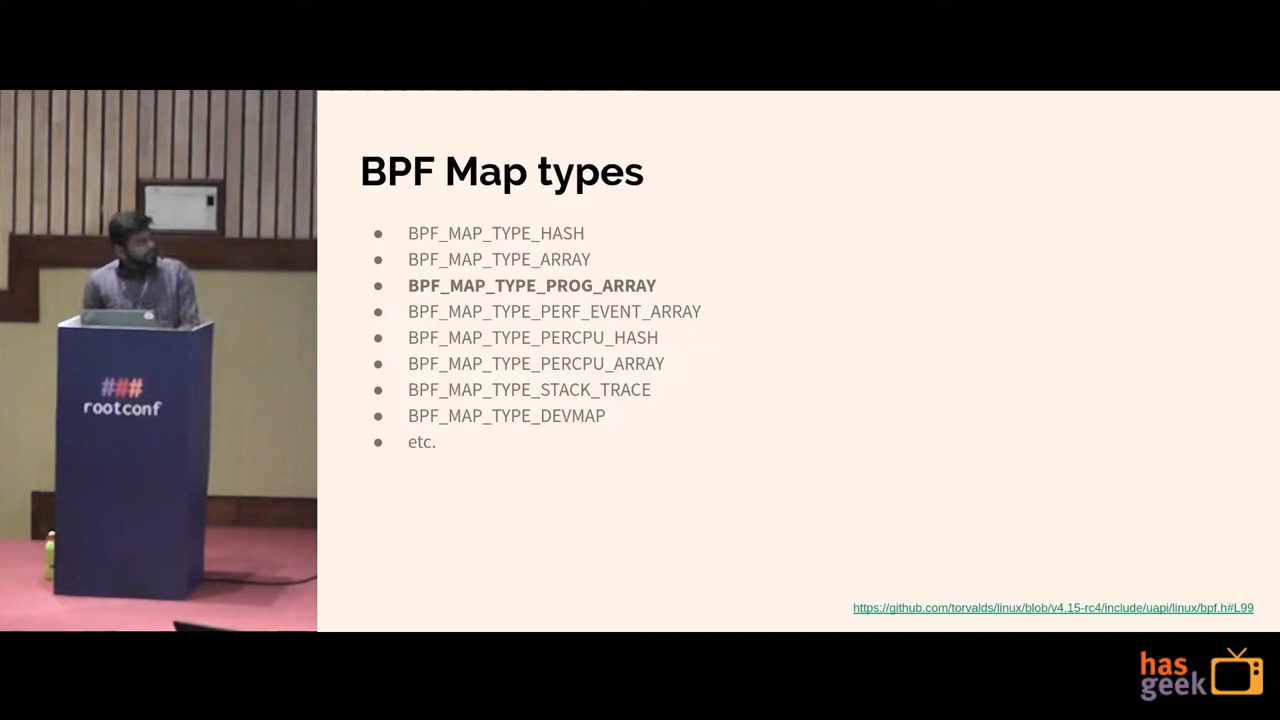 BPF Map types
● BPF_MAP_TYPE_HASH
● BPF_MAP_TYPE_ARRAY
● BPF_MAP_TYPE_PROG_ARRAY
● BPF_MAP_TYPE_PERF_EVENT_ARRAY
● BPF_MAP_TYPE_PERCPU_HASH
● BPF_MAP_TYPE_PERCPU_ARRAY
● BPF_MAP_TYPE_STACK_TRACE
● BPF_MAP_TYPE_DEVMAP
● etc.
https://github.com/torvalds/linux/blob/v4.15-rc4/include/uapi/linux/bpf.h#L99
###
rootconf
has
geek